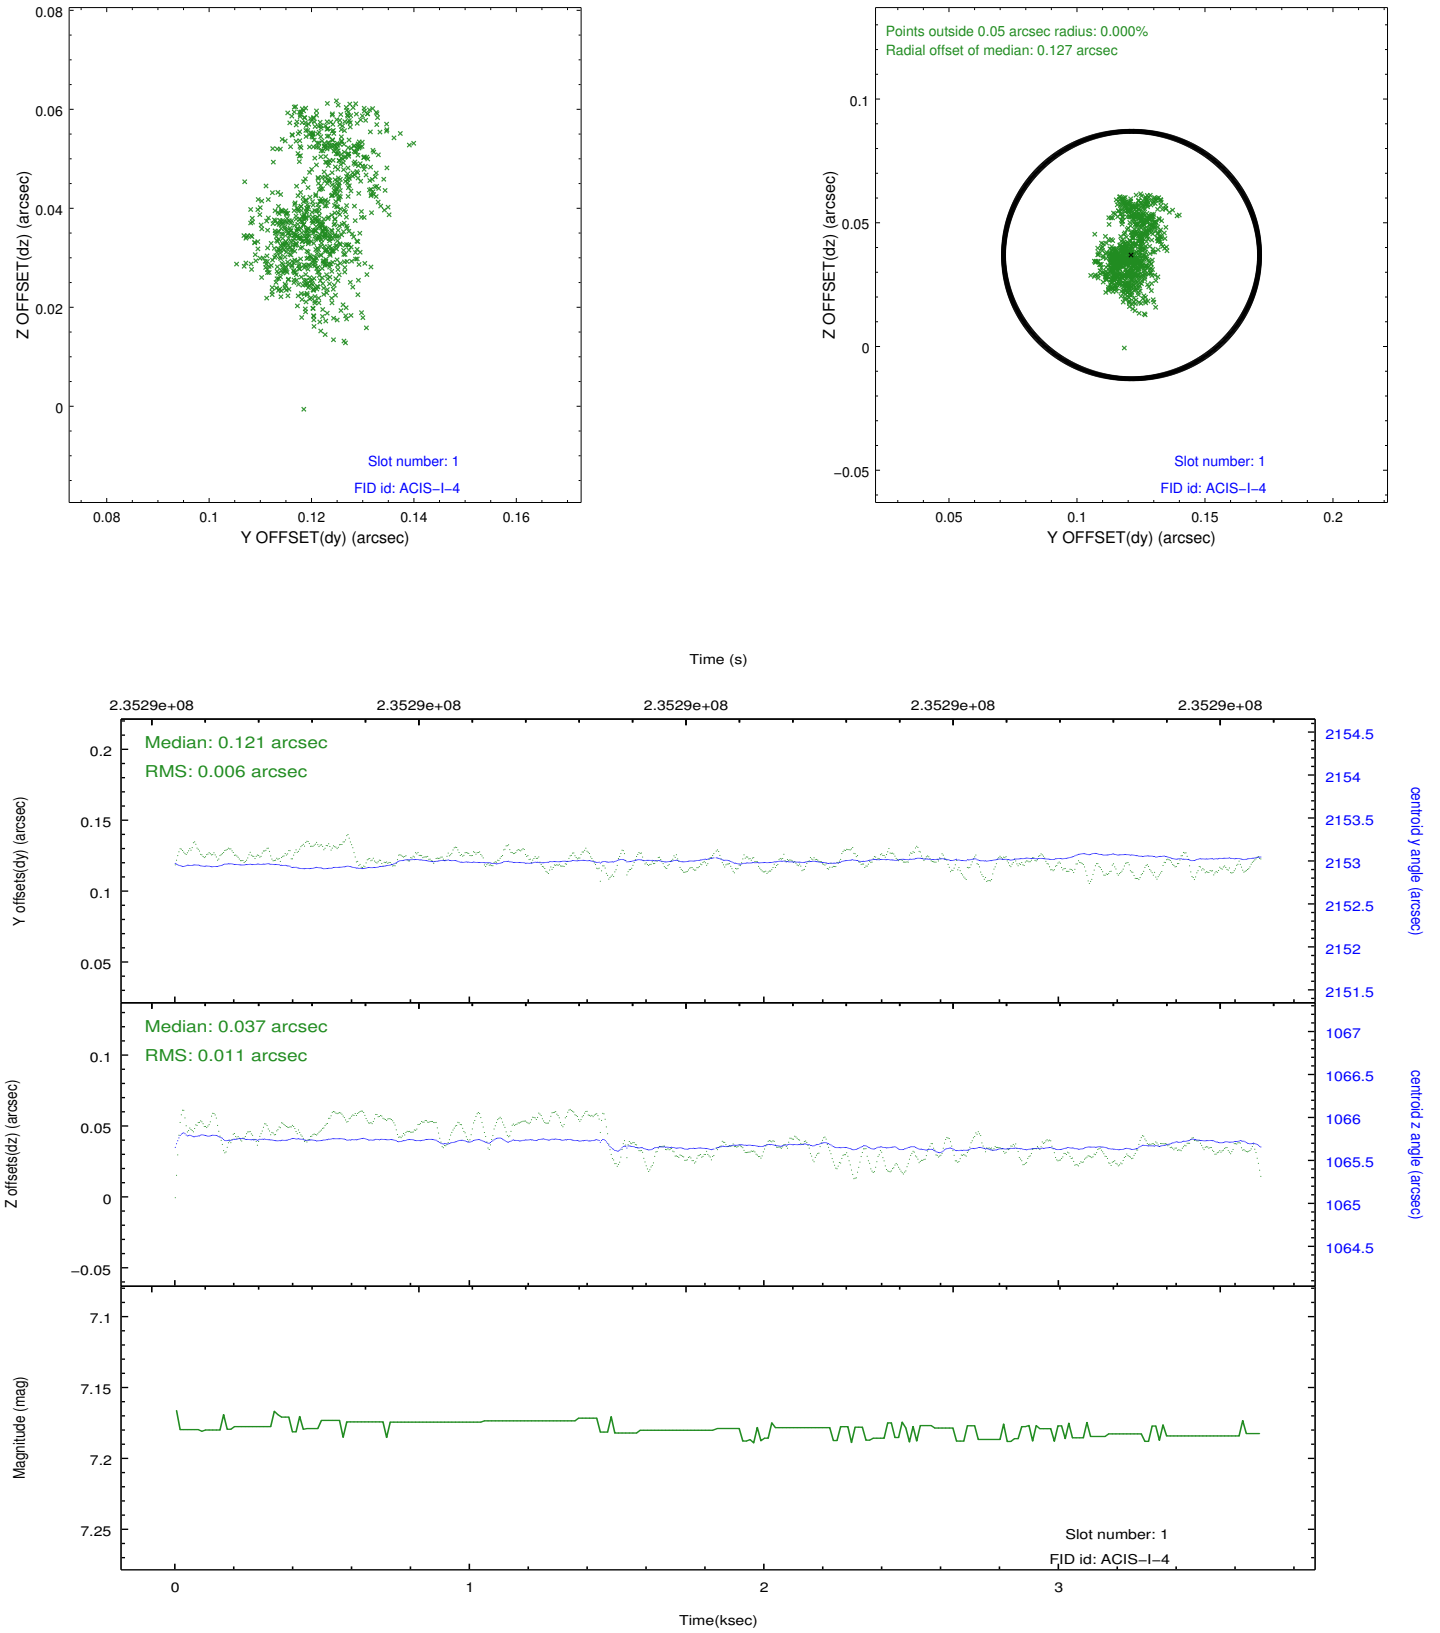 0.08
0.06
0.04
0.02
0
Z OFFSET(dz) (arcsec)
Slot number: 1
FID id: ACIS−I−4
0.08 0.1 0.12 0.14 0.16
Y OFFSET(dy) (arcsec)
Points outside 0.05 arcsec radius: 0.000%
Radial offset of median: 0.127 arcsec
0.1
0.05
0
−0.05
Z OFFSET(dz) (arcsec)
Slot number: 1
FID id: ACIS−I−4
0.05 0.1 0.15 0.2
Y OFFSET(dy) (arcsec)
Time (s)
2.3529e+08 2.3529e+08 2.3529e+08 2.3529e+08 2.3529e+08
Median: 0.121 arcsec
RMS: 0.006 arcsec
0.2
0.15
0.1
0.05
Y offsets(dy) (arcsec)
2154.5
2154
2153.5
2153
2152.5
2152
2151.5
centroid y angle (arcsec)
Median: 0.037 arcsec
RMS: 0.011 arcsec
0.1
0.05
0
−0.05
Z offsets(dz) (arcsec)
1067
1066.5
1066
1065.5
1065
1064.5
centroid z angle (arcsec)
7.1
7.15
7.2
7.25
Magnitude (mag)
Slot number: 1
FID id: ACIS−I−4
0 1 2 3
Time(ksec)